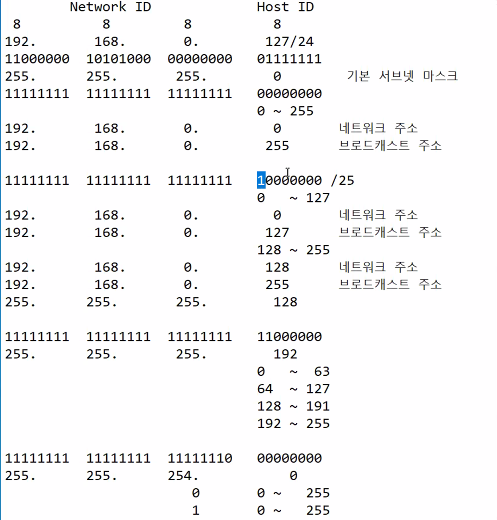 Network ID Host ID
8 8 8 8
192. 168. 0. 127/24
11000000 10101000 00000000 01111111
255. 255. 255. 0 기본 서브넷 마스크
11111111 11111111 11111111 00000000
0 ~ 255
192. 168. 0. 0 네트워크 주소
192. 168. 0. 255 브로드캐스트 주소
11111111 11111111 11111111 10000000 /25
0 ~ 127
192. 168. 0. 0 네트워크 주소
192. 168. 0. 127 브로드캐스트 주소
128 ~ 255
192. 168. 0. 128 네트워크 주소
192. 168. 0. 255 브로드캐스트 주소
255. 255. 255. 128
11111111 11111111 11111111 11000000
255. 255. 255. 192
0 ~ 63
64 ~ 127
128 ~ 191
192 ~ 255
11111111 11111111 11111110 00000000
255. 255. 254. 0
0 0 ~ 255
1 0 ~ 255